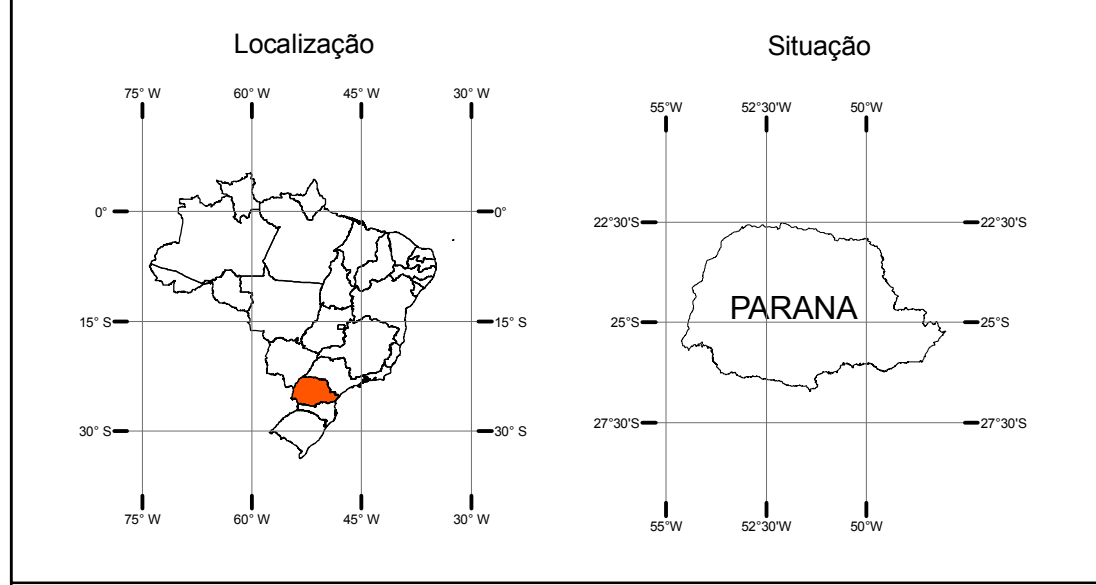 Localização
75° W 60° W 45° W 30° W
0° 0°
15° S 15° S
30° S 30° S
75° W 60° W 45° W 30° W
Situação
55°W 52°30'W 50°W
22°30'S 22°30'S
PARANA
25°S 25°S
27°30'S 27°30'S
55°W 52°30'W 50°W